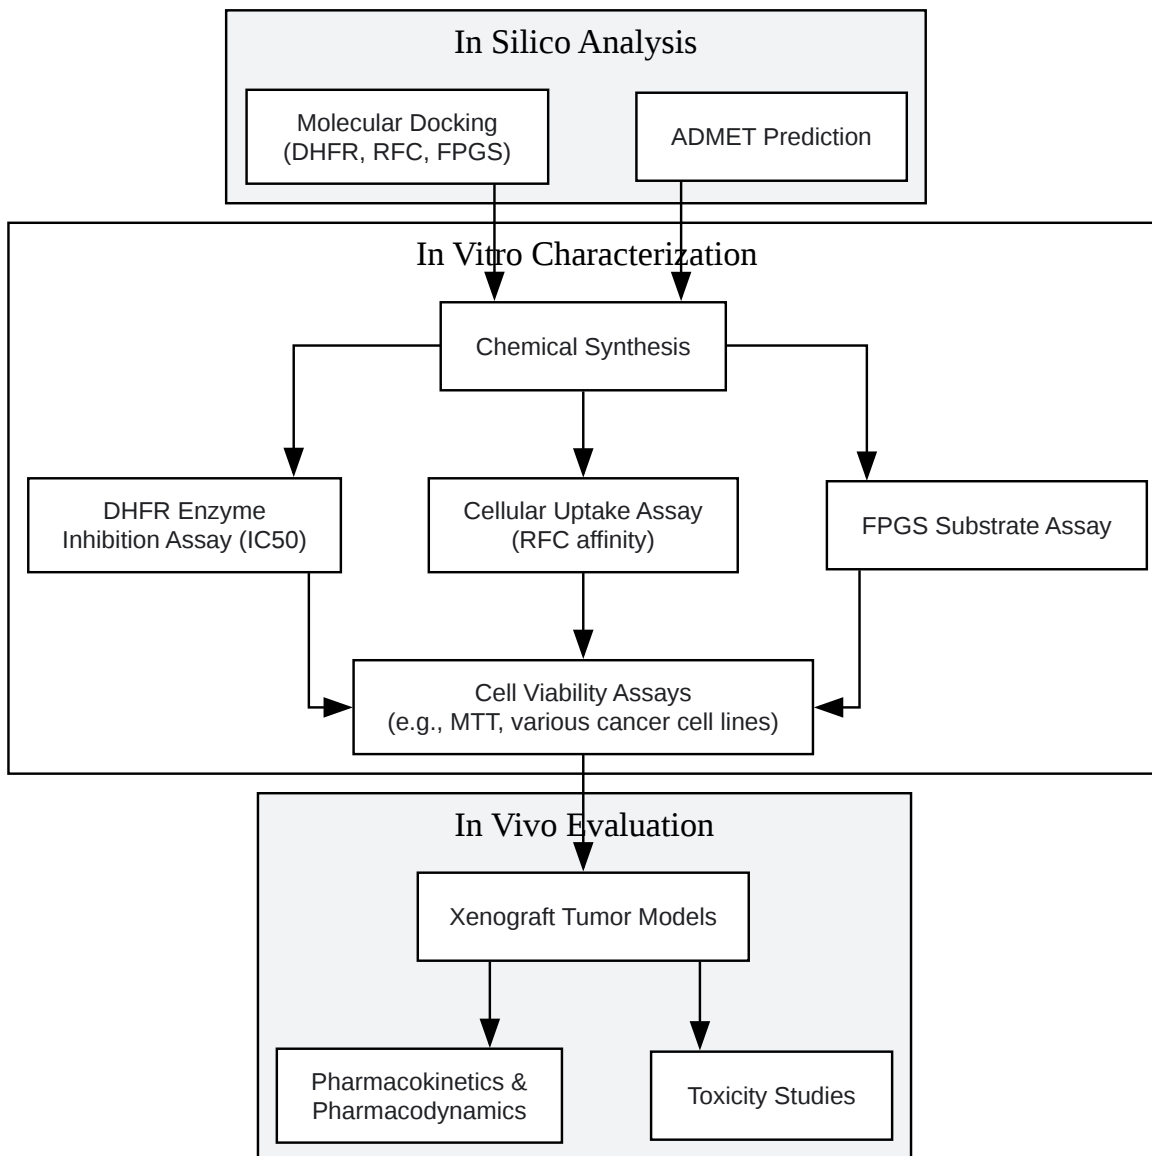 In Silico Analysis
Molecular Docking
(DHFR, RFC, FPGS)
ADMET Prediction
In Vitro Characterization
Chemical Synthesis
DHFR Enzyme
Inhibition Assay (IC50)
Cellular Uptake Assay
(RFC affinity)
FPGS Substrate Assay
Cell Viability Assays
(e.g., MTT, various cancer cell lines)
In Vivo Evaluation
Xenograft Tumor Models
Pharmacokinetics &
Pharmacodynamics
Toxicity Studies